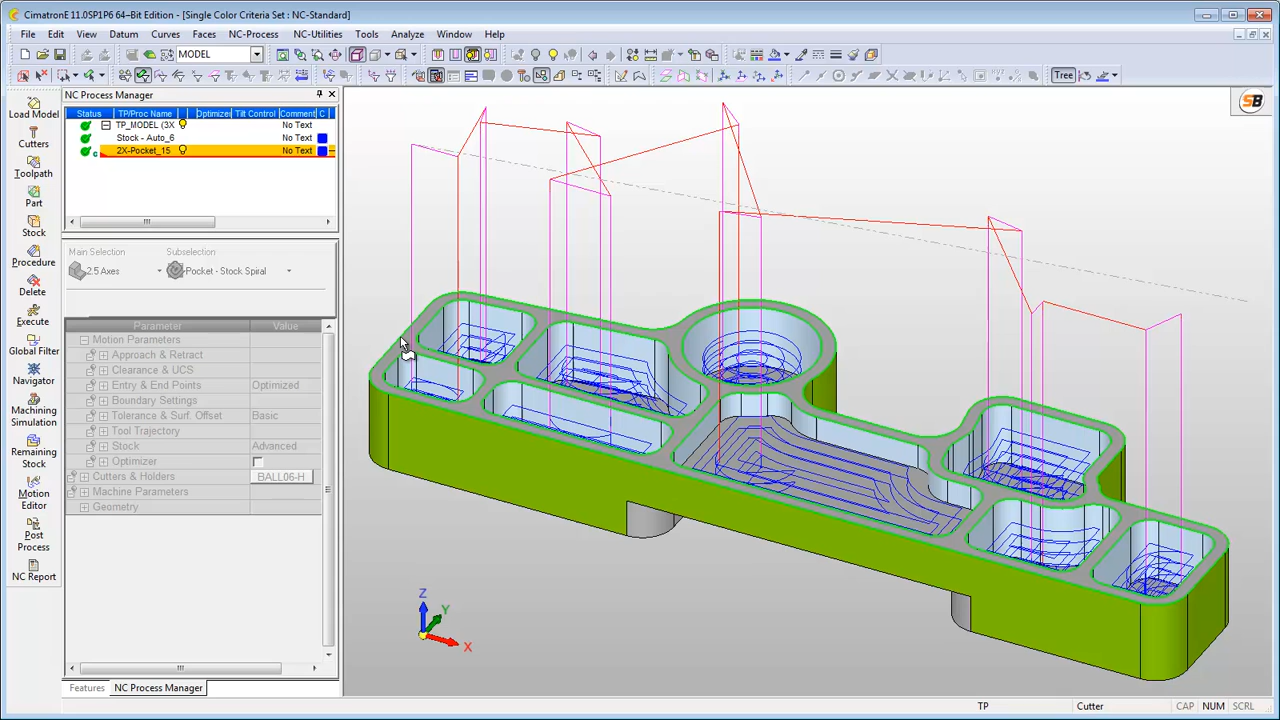 CimatronE 11.0SP1P6 64-Bit Edition - [Single Color Criteria Set : NC-Standard]
File Edit View Datum Curves Faces NC-Process NC-Utilities Tools Analyze Window Help
MODEL
Tree
NC Process Manager
Status TP/Proc Name Optimizer Tilt Control Comment C
TP_MODEL (3X No Text
Stock - Auto_6 No Text
2X-Pocket_15 No Text
Main Selection Subselection
2.5 Axes Pocket - Stock Spiral
Parameter Value
Motion Parameters
Approach & Retract
Clearance & UCS
Entry & End Points Optimized
Boundary Settings
Tolerance & Surf. Offset Basic
Tool Trajectory
Stock Advanced
Optimizer
Cutters & Holders BALL06-H
Machine Parameters
Geometry
Load Model
Cutters
Toolpath
Part
Stock
Procedure
Delete
Execute
Global Filter
Navigator
Machining
Simulation
Remaining
Stock
Motion
Editor
Post
Process
NC Report
Features NC Process Manager
SB
Z
Y
X
TP Cutter CAP NUM SCRL